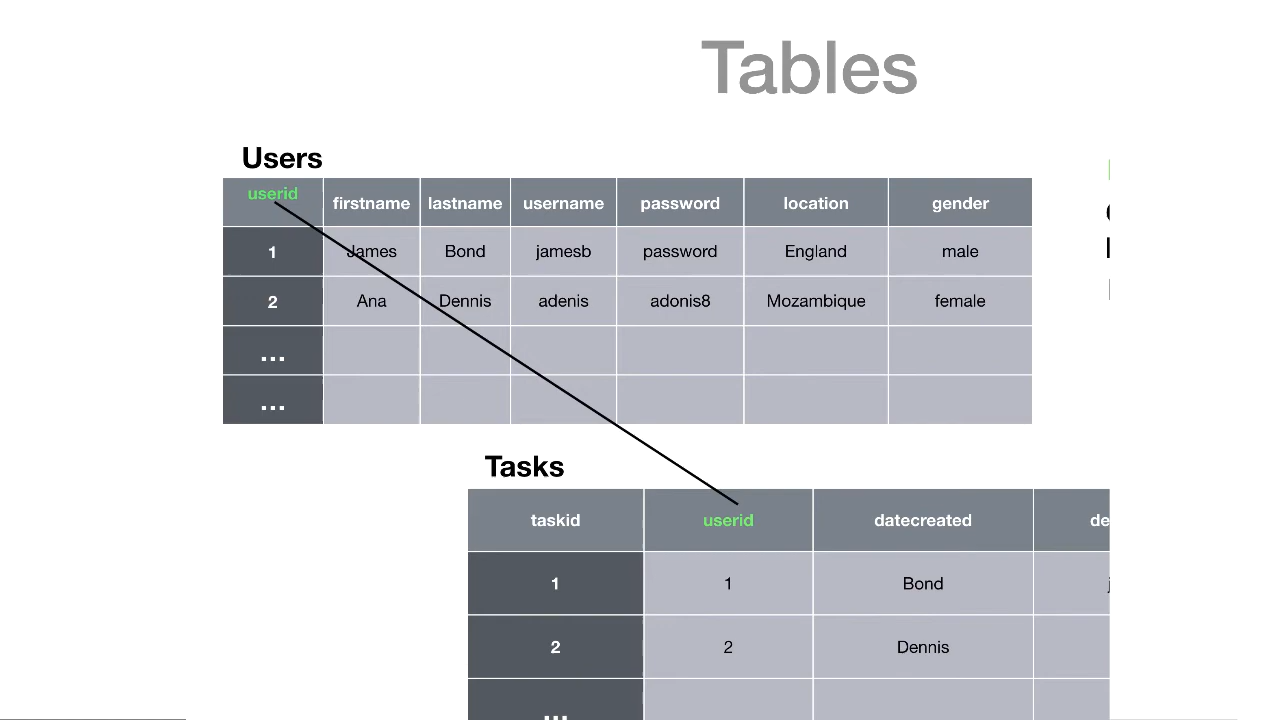 Tables
Users
userid firstname lastname username password location gender
1 James Bond jamesb password England male
2 Ana Dennis adenis adonis8 Mozambique female
...
...
Tasks
taskid userid datecreated
1 1 Bond
2 2 Dennis
...